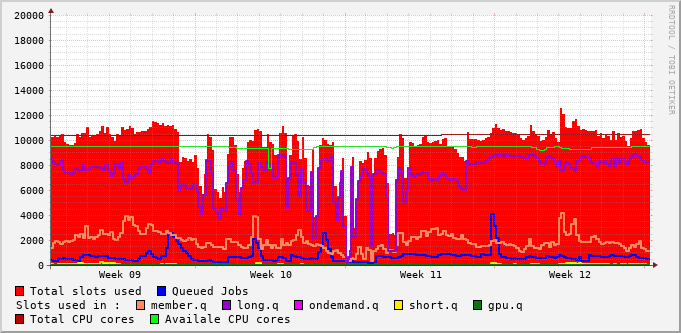 20000
18000
16000
14000
12000
10000
8000
6000
4000
2000
0
Week 09 Week 10 Week 11 Week 12
RRDTOOL / TOBI OETIKER
Total slots used Queued Jobs
Slots used in : member.q long.q ondemand.q short.q gpu.q
Total CPU cores Availale CPU cores